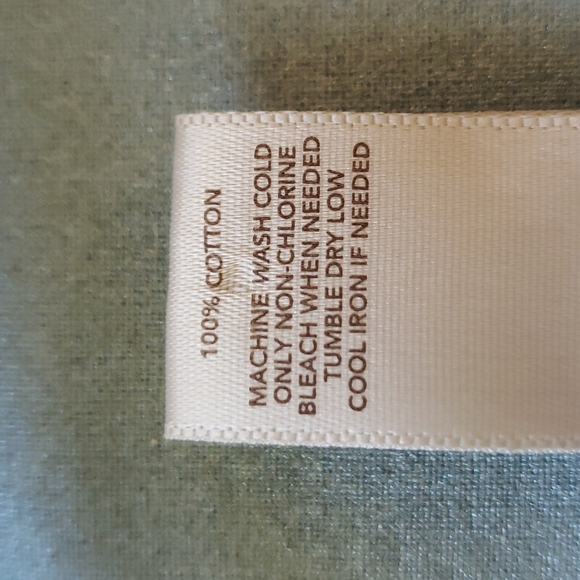 100% COTTON
MACHINE WASH COLD
ONLY NON-CHLORINE
BLEACH WHEN NEEDED
TUMBLE DRY LOW
COOL IRON IF NEEDED